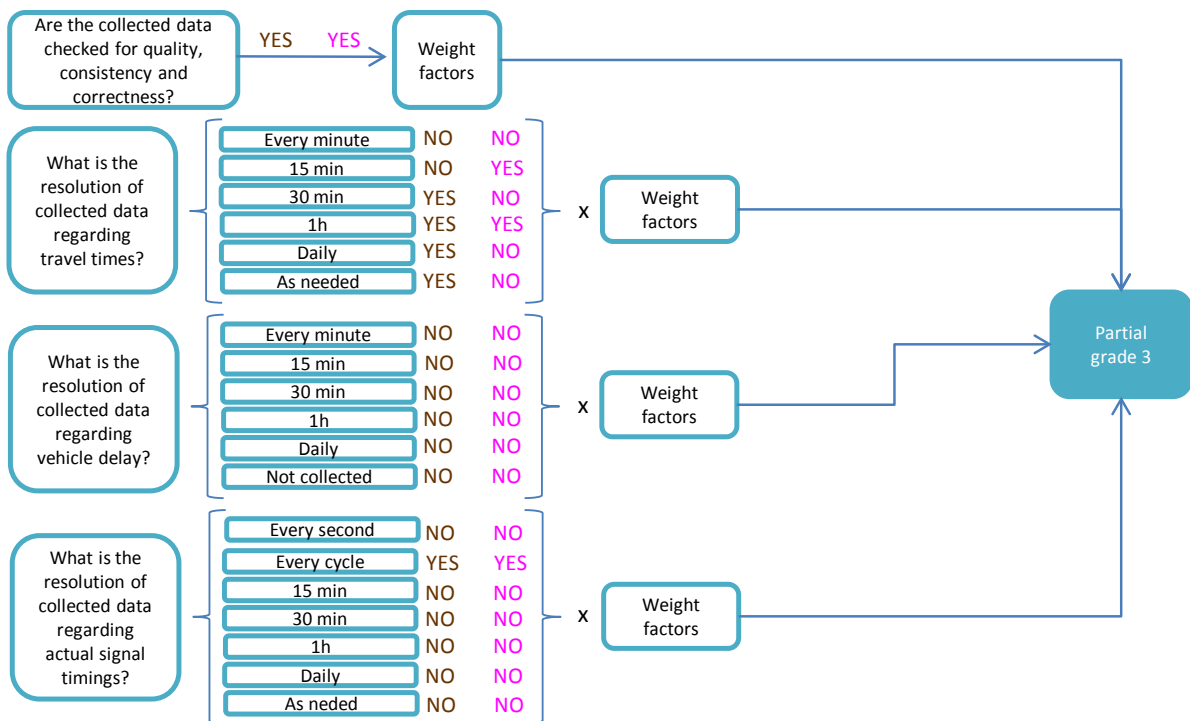 Are the collected data
checked for quality,
consistency and
correctness?
YES YES
Weight
factors
What is the
resolution of
collected data
regarding
travel times?
Every minute NO NO
15 min NO YES
30 min YES NO
1h YES YES
Daily YES NO
As needed YES NO
x
Weight
factors
What is the
resolution of
collected data
regarding
vehicle delay?
Every minute NO NO
15 min NO NO
30 min NO NO
1h NO NO
Daily NO NO
Not collected NO NO
x
Weight
factors
Partial
grade 3
What is the
resolution of
collected data
regarding
actual signal
timings?
Every second NO NO
Every cycle YES YES
15 min NO NO
30 min NO NO
1h NO NO
Daily NO NO
As neded NO NO
x
Weight
factors